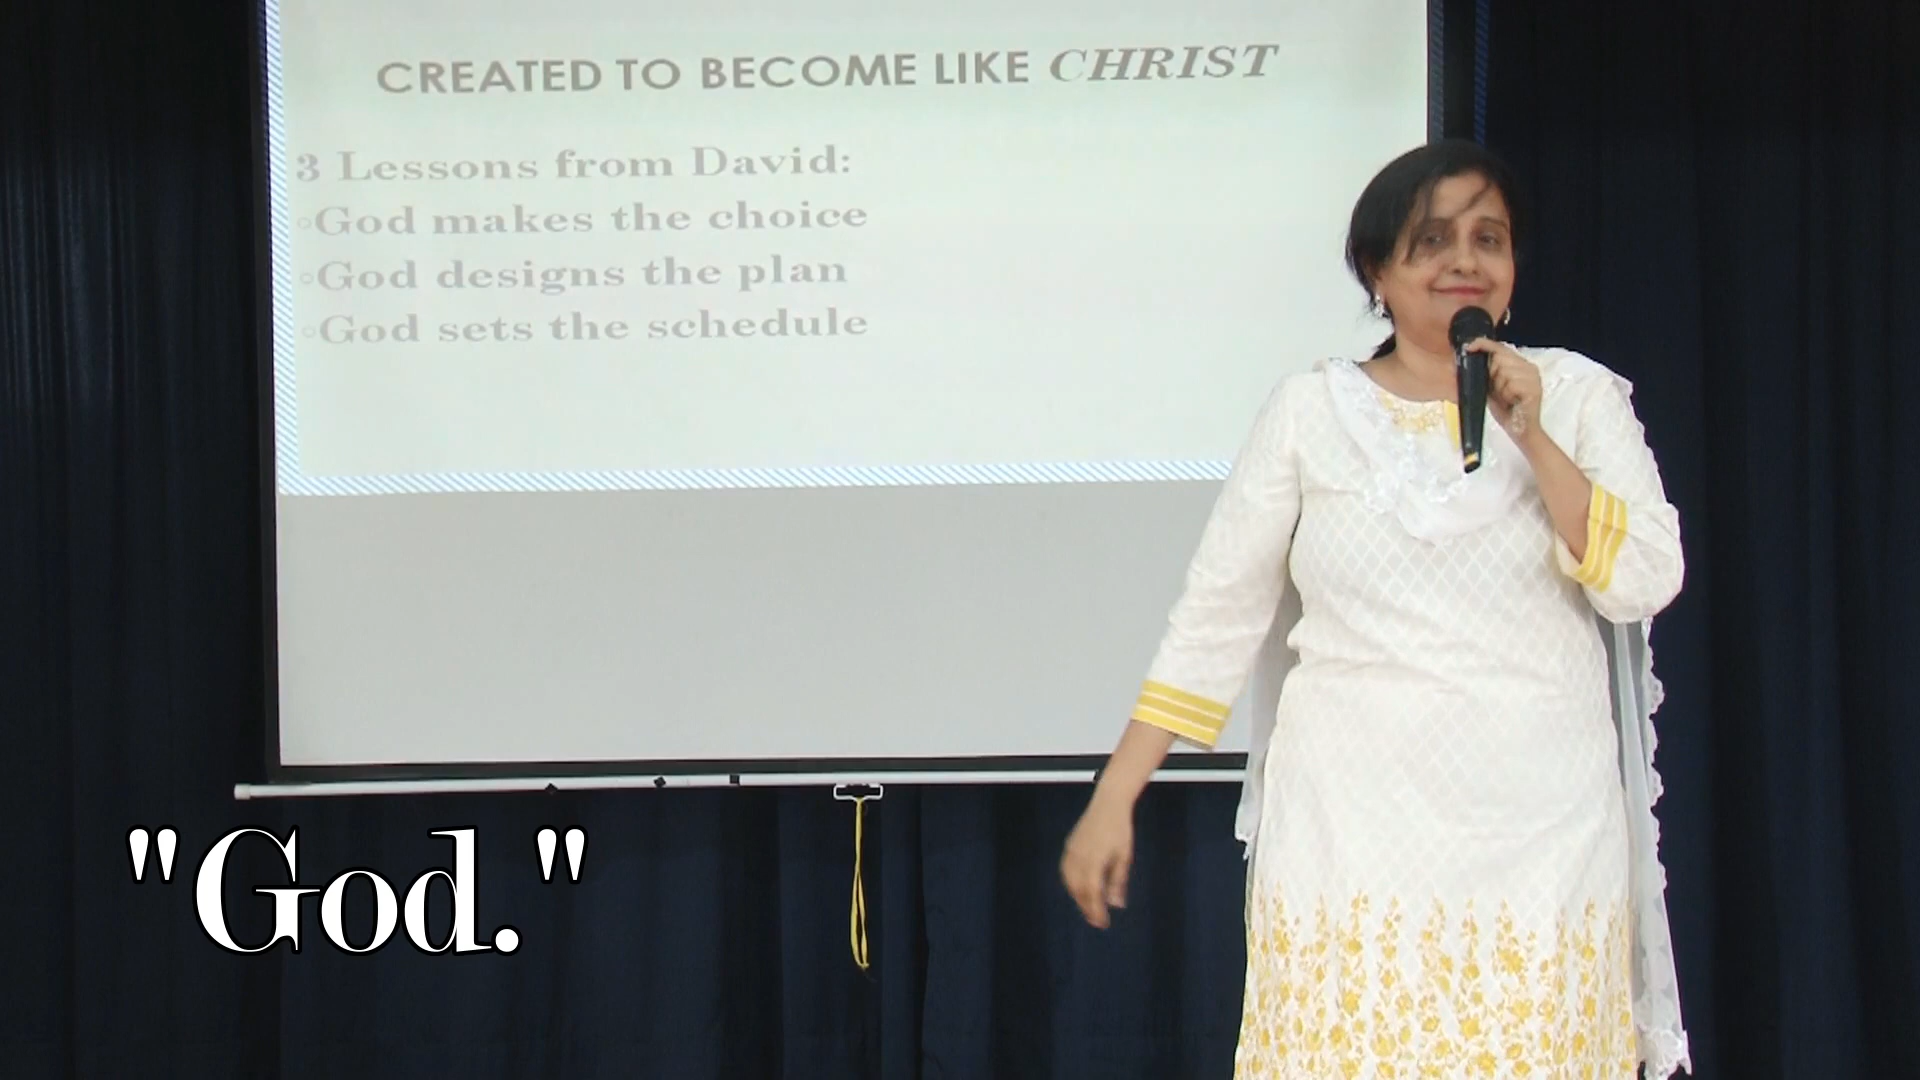 CREATED TO BECOME LIKE CHRIST
3 Lessons from David:
◦God makes the choice
◦God designs the plan
◦God sets the schedule
"God."